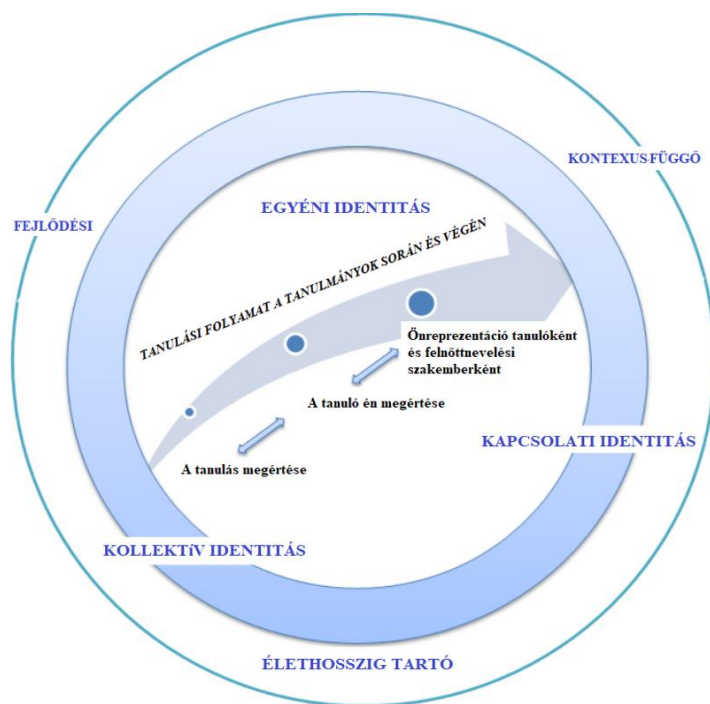 KONTEXUS-FÜGGŐ
EGYÉNI IDENTITÁS
FEJLŐDÉSI
TANULÁSI FOLYAMAT A TANULMÁNYOK SORÁN ÉS VÉGÉN
Önreprezentáció tanulóként
és felnőttnevelési
szakemberként
A tanuló én megértése
KAPCSOLATI IDENTITÁS
A tanulás megértése
KOLLEKTíV IDENTITÁS
ÉLETHOSSZIG TARTÓ